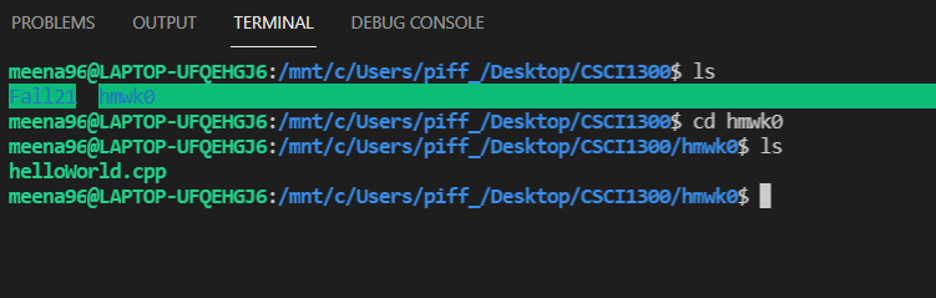 PROBLEMS OUTPUT TERMINAL DEBUG CONSOLE
meena96@LAPTOP-UFQEHGJ6:/mnt/c/Users/piff_/Desktop/CSCI1300$ ls
Fall21 hmwk0
meena96@LAPTOP-UFQEHGJ6:/mnt/c/Users/piff_/Desktop/CSCI1300$ cd hmwk0
meena96@LAPTOP-UFQEHGJ6:/mnt/c/Users/piff_/Desktop/CSCI1300/hmwk0$ ls
helloWorld.cpp
meena96@LAPTOP-UFQEHGJ6:/mnt/c/Users/piff_/Desktop/CSCI1300/hmwk0$